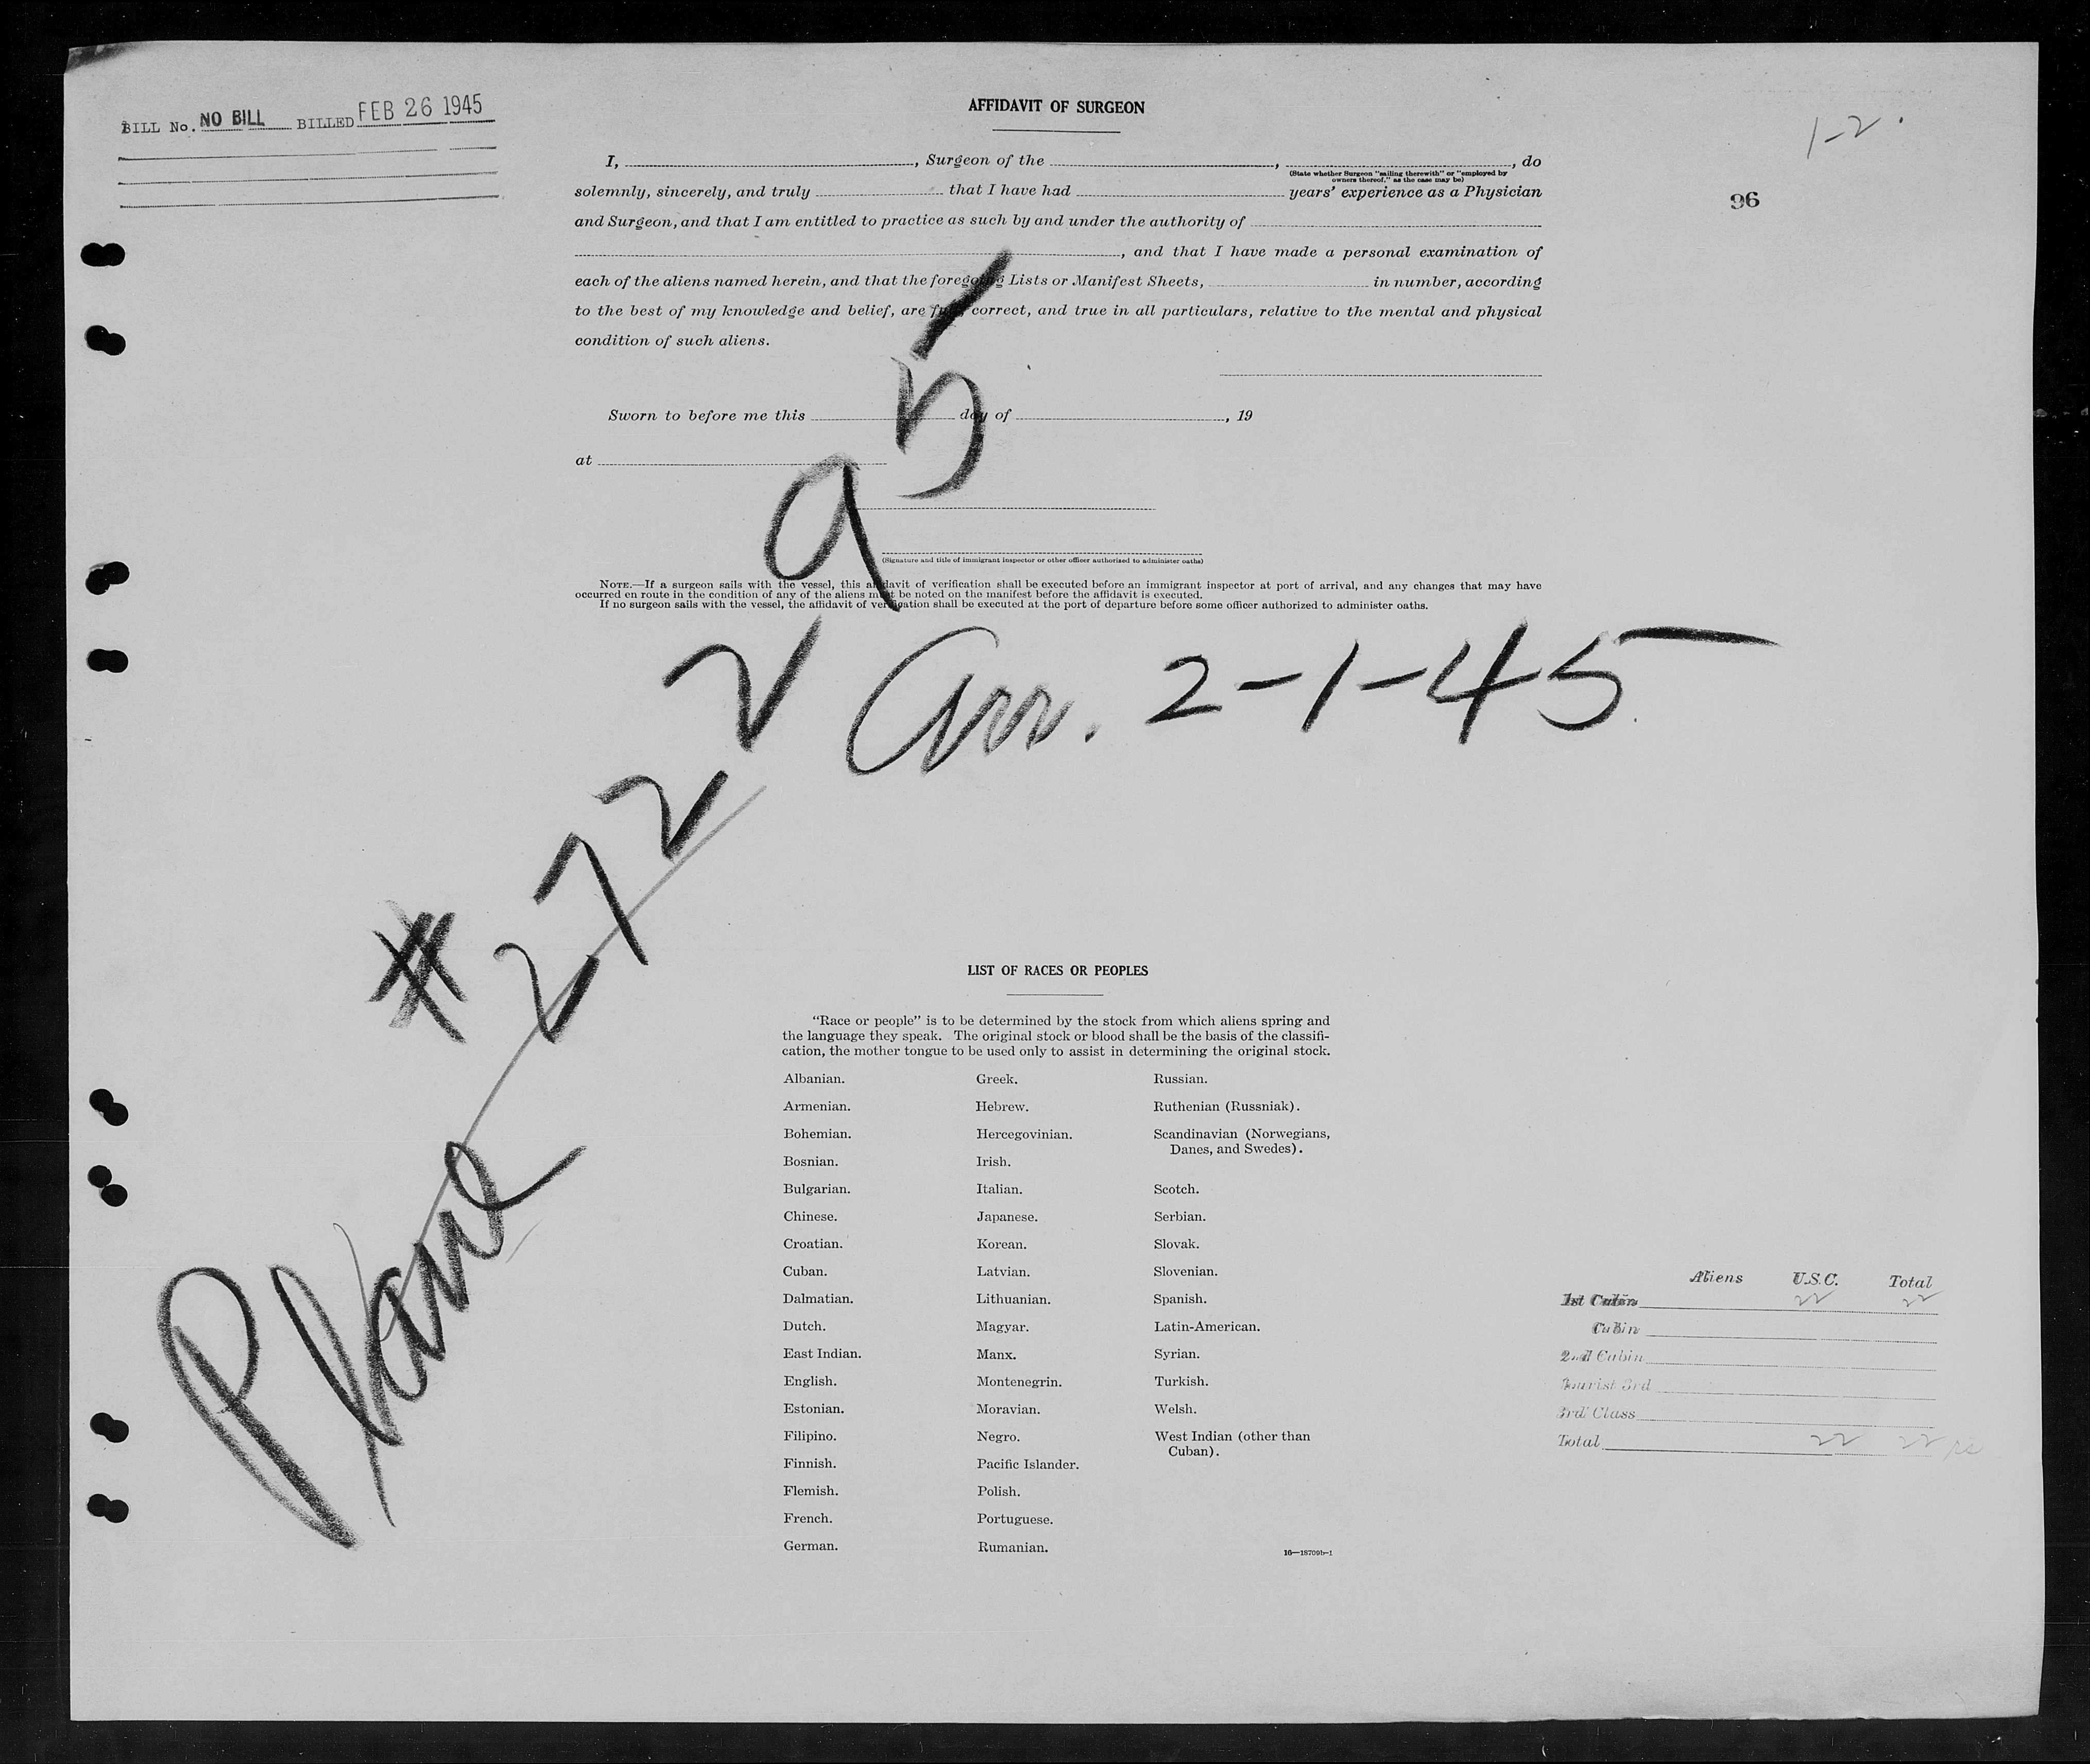 BILL No. NO BILL BILLED FEB 26 1945
1-2.
96
AFFIDAVIT OF SURGEON
I, , Surgeon of the , , do
(State whether Surgeon "sailing therewith" or "employed by
owners thereof," as the case may be)
solemnly, sincerely, and truly that I have had years' experience as a Physician
and Surgeon, and that I am entitled to practice as such by and under the authority of
, and that I have made a personal examination of
each of the aliens named herein, and that the foregoing Lists or Manifest Sheets, in number, according
to the best of my knowledge and belief, are full, correct, and true in all particulars, relative to the mental and physical
condition of such aliens.
Sworn to before me this day of , 19
at
(Signature and title of immigrant inspector or other officer authorized to administer oaths)
NOTE.—If a surgeon sails with the vessel, this affidavit of verification shall be executed before an immigrant inspector at port of arrival, and any changes that may have
occurred en route in the condition of any of the aliens must be noted on the manifest before the affidavit is executed.
If no surgeon sails with the vessel, the affidavit of verification shall be executed at the port of departure before some officer authorized to administer oaths.
Plane # 272295
Arr. 2-1-45
LIST OF RACES OR PEOPLES
"Race or people" is to be determined by the stock from which aliens spring and
the language they speak. The original stock or blood shall be the basis of the classifi-
cation, the mother tongue to be used only to assist in determining the original stock.
Albanian. Greek. Russian.
Armenian. Hebrew. Ruthenian (Russniak).
Bohemian. Hercegovinian. Scandinavian (Norwegians,
Danes, and Swedes).
Bosnian. Irish.
Bulgarian. Italian. Scotch.
Chinese. Japanese. Serbian.
Croatian. Korean. Slovak.
Cuban. Latvian. Slovenian.
Dalmatian. Lithuanian. Spanish.
Dutch. Magyar. Latin-American.
East Indian. Manx. Syrian.
English. Montenegrin. Turkish.
Estonian. Moravian. Welsh.
Filipino. Negro. West Indian (other than
Cuban).
Finnish. Pacific Islander.
Flemish. Polish.
French. Portuguese.
German. Rumanian.
16—18709b-1
Aliens U.S.C. Total
1st Cabin 22 22
Cabin
2nd Cabin
Tourist 3rd
3rd Class
Total 22 22